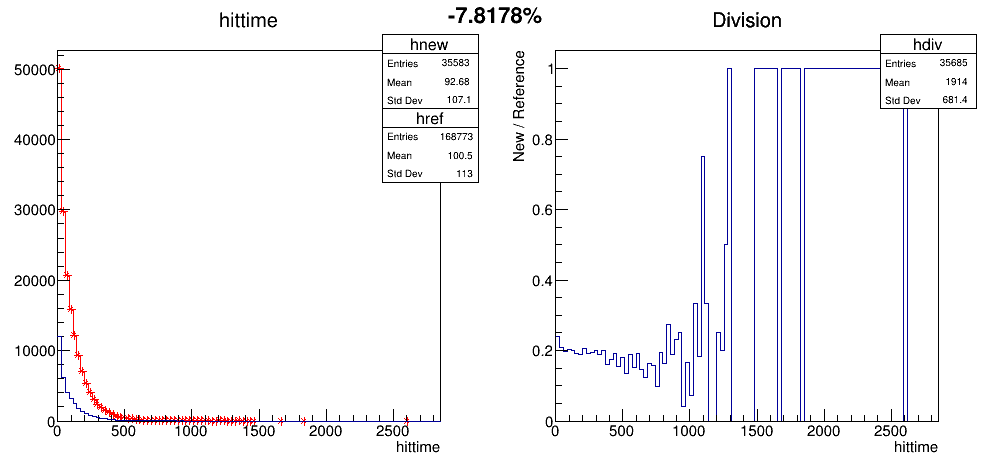 -7.8178%
hittime
hnew
Entries 35583
Mean 92.68
Std Dev 107.1
href
Entries 168773
Mean 100.5
Std Dev 113
50000
40000
30000
20000
10000
0
0 500 1000 1500 2000 2500
hittime
Division
hdiv
Entries 35685
Mean 1914
Std Dev 681.4
New / Reference
1
0.8
0.6
0.4
0.2
0
0 500 1000 1500 2000 2500
hittime